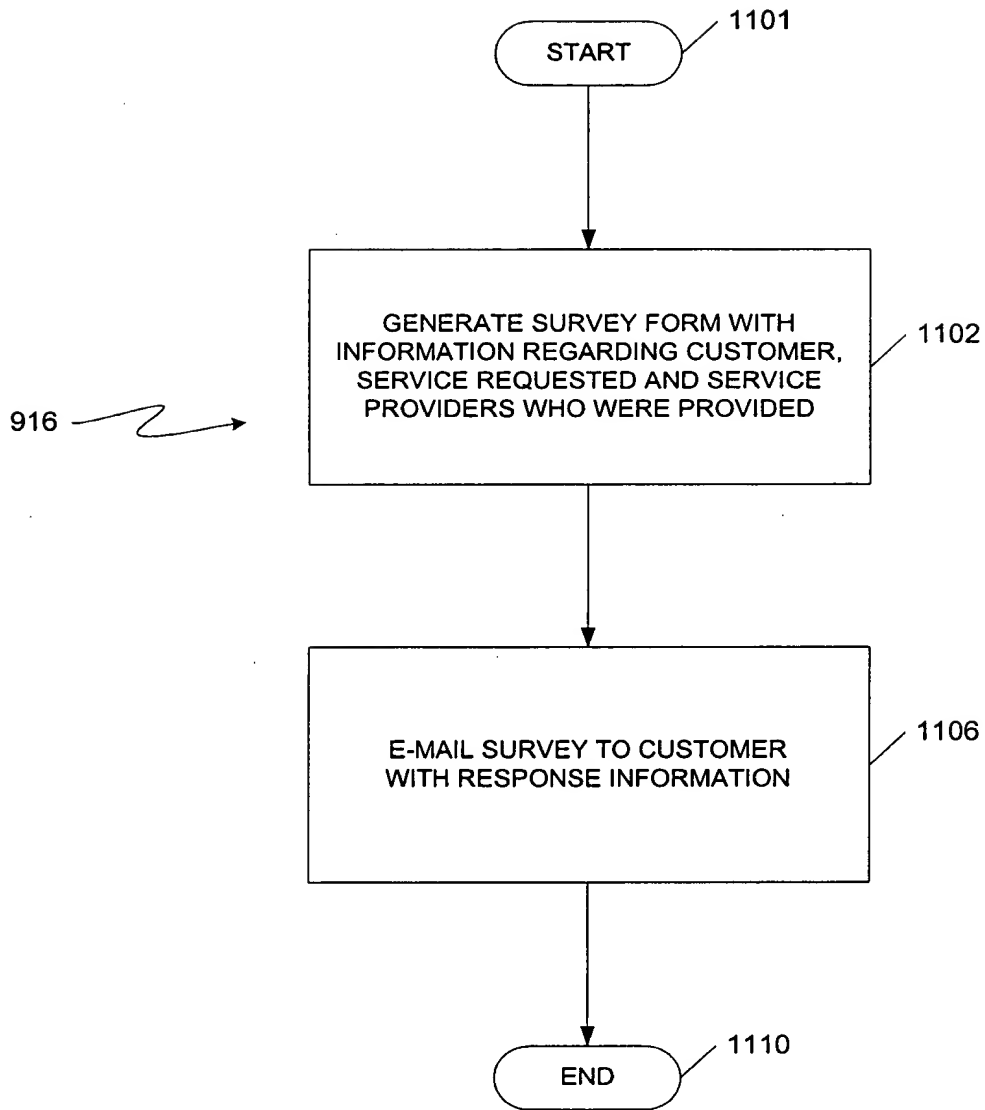 1101
START
GENERATE SURVEY FORM WITH
INFORMATION REGARDING CUSTOMER,
SERVICE REQUESTED AND SERVICE
PROVIDERS WHO WERE PROVIDED
1102
916
E-MAIL SURVEY TO CUSTOMER
WITH RESPONSE INFORMATION
1106
1110
END